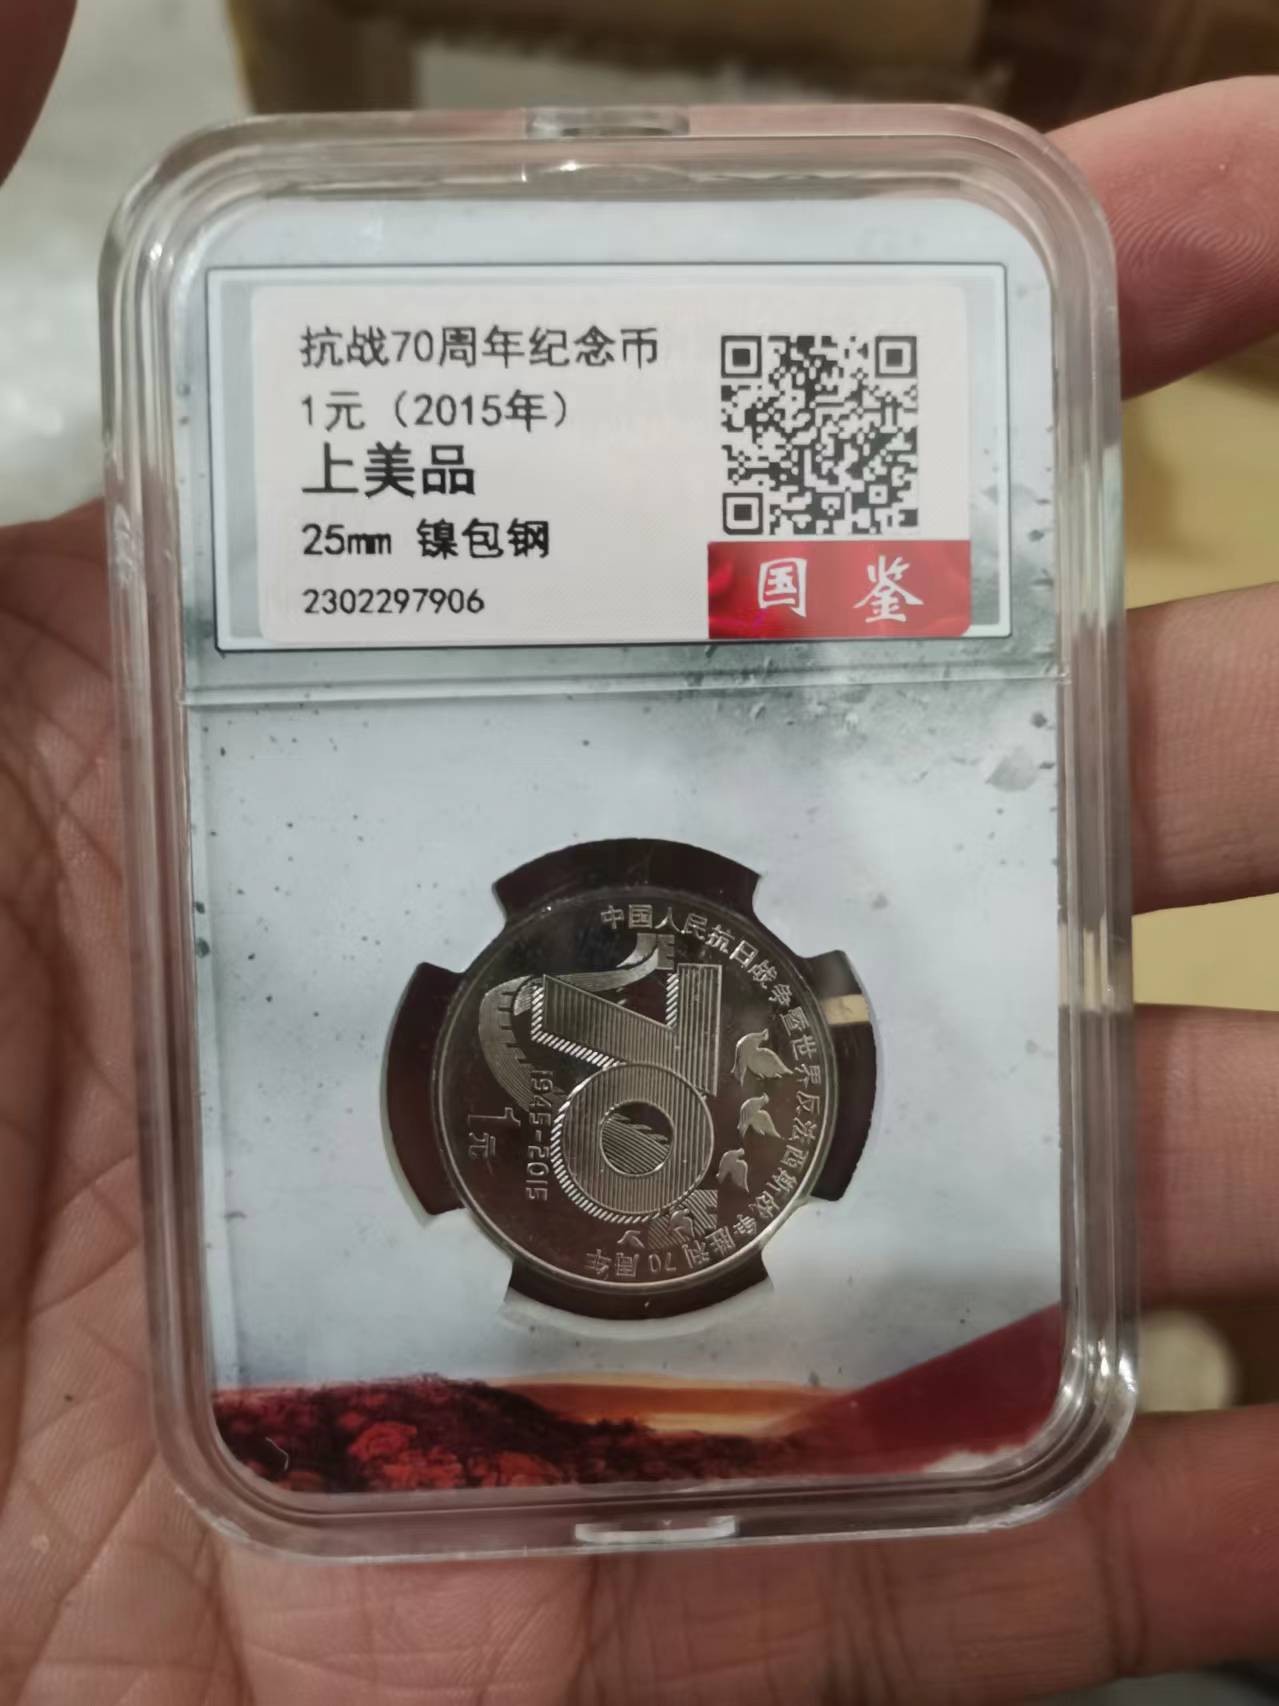 抗战70周年纪念币
1元（2015年）
上美品
25mm 镍包钢
2302297906
国鉴
中国人民抗日战争暨世界反法西斯战争胜利70周年
70
1945-2015
1元